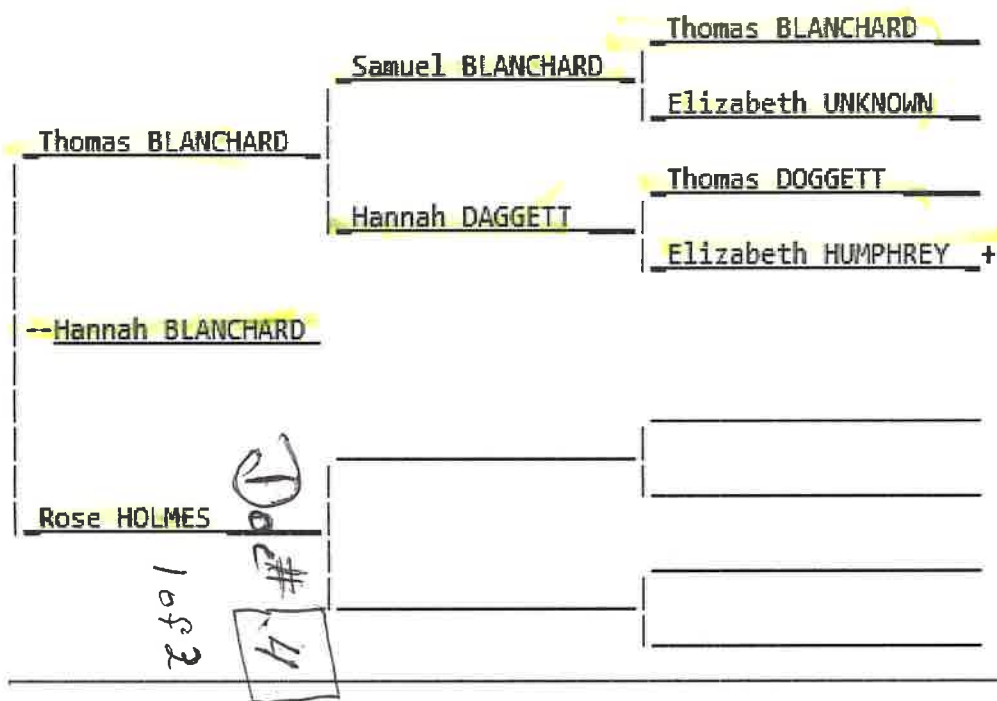 Thomas BLANCHARD
Samuel BLANCHARD
Elizabeth UNKNOWN
Thomas BLANCHARD
Thomas DOGGETT
Hannah DAGGETT
Elizabeth HUMPHREY +
--Hannah BLANCHARD
Rose HOLMES
1 of 2
4
#